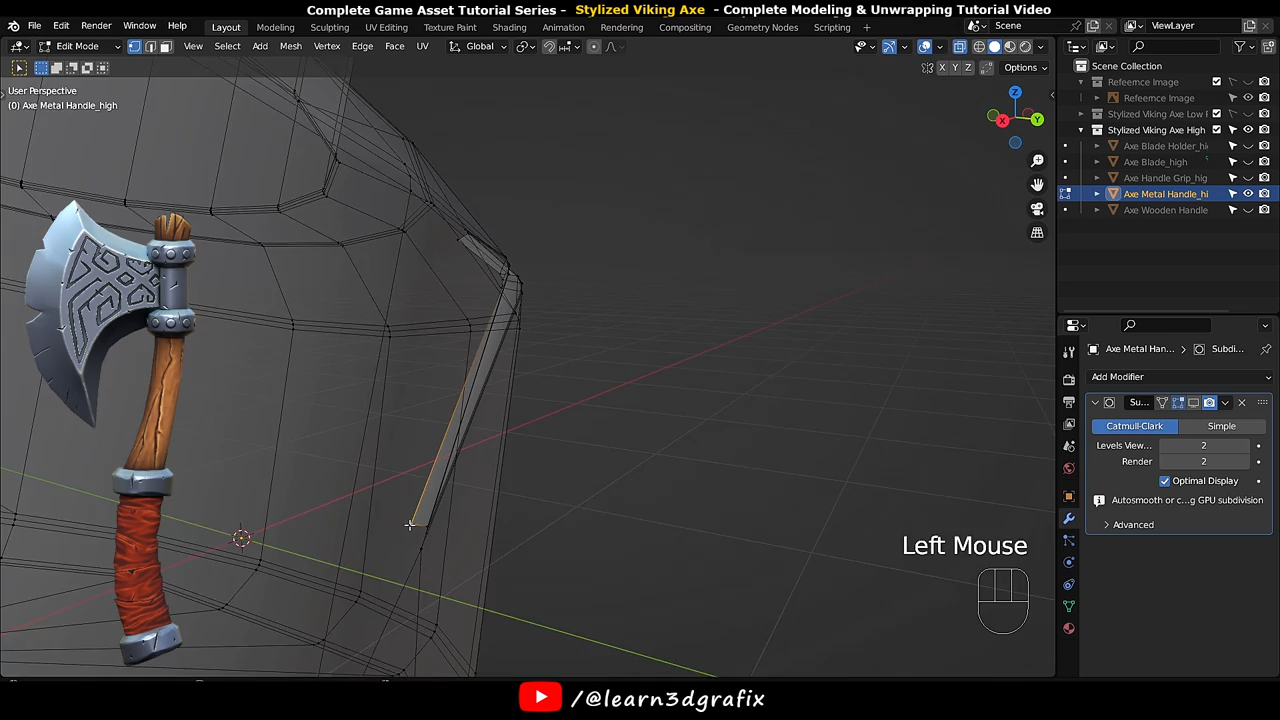 Complete Game Asset Tutorial Series - Stylized Viking Axe - Complete Modeling & Unwrapping Tutorial Video
File Edit Render Window Help Layout Modeling Sculpting UV Editing Texture Paint Shading Animation Rendering Compositing Geometry Nodes Scripting + Scene ViewLayer
Edit Mode View Select Add Mesh Vertex Edge Face UV Global
X Y Z Options
User Perspective
(0) Axe Metal Handle_high
Z
X Y
Scene Collection
Refeemce Image
Refeemce Image
Stylized Viking Axe Low
Stylized Viking Axe High
Axe Blade Holder_hi
Axe Blade_high
Axe Handle Grip_hig
Axe Metal Handle_hi
Axe Wooden Handle
Axe Metal Han... Subdi...
Add Modifier
Su...
Catmull-Clark Simple
Levels View... 2
Render 2
Optimal Display
Autosmooth or c...g GPU subdivision
Advanced
Left Mouse
/@learn3dgrafix